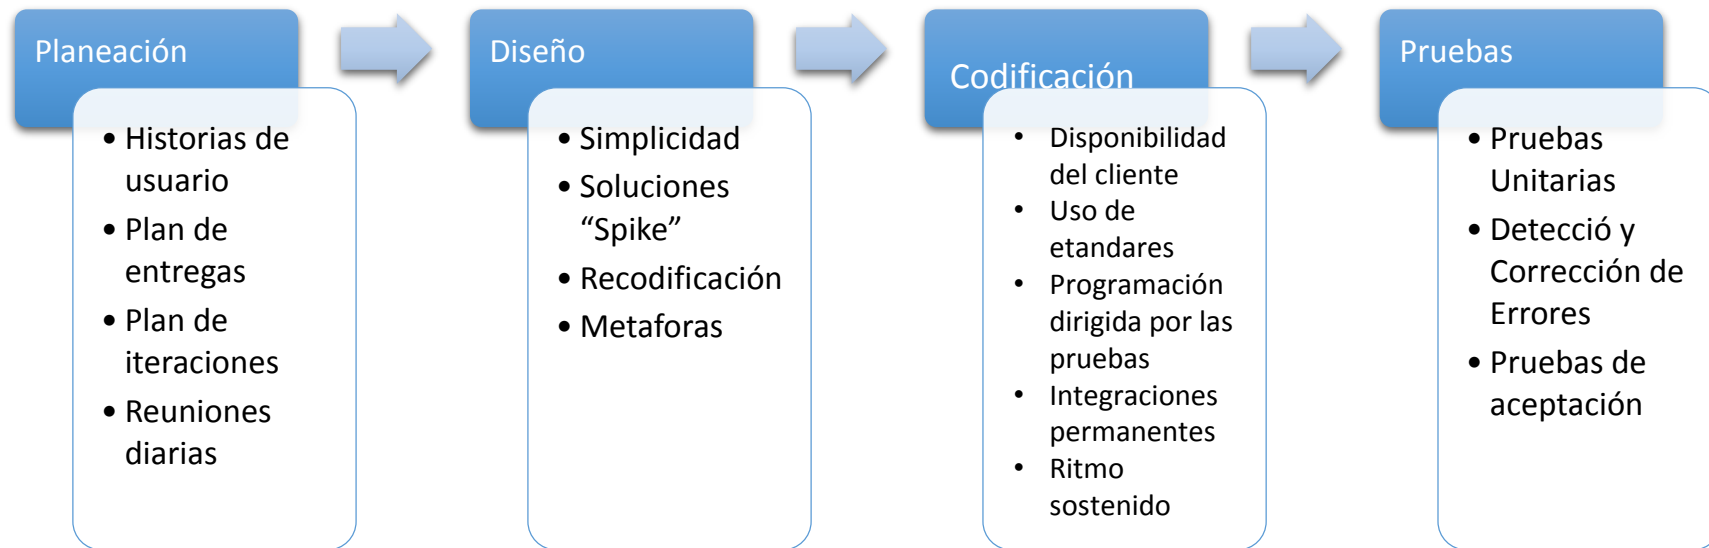 Planeación
• Historias de
usuario
• Plan de
entregas
• Plan de
iteraciones
• Reuniones
diarias
Diseño
• Simplicidad
• Soluciones
“Spike”
• Recodificación
• Metaforas
Codificación
• Disponibilidad
del cliente
• Uso de
etandares
• Programación
dirigida por las
pruebas
• Integraciones
permanentes
• Ritmo
sostenido
Pruebas
• Pruebas
Unitarias
• Detecció y
Corrección de
Errores
• Pruebas de
aceptación